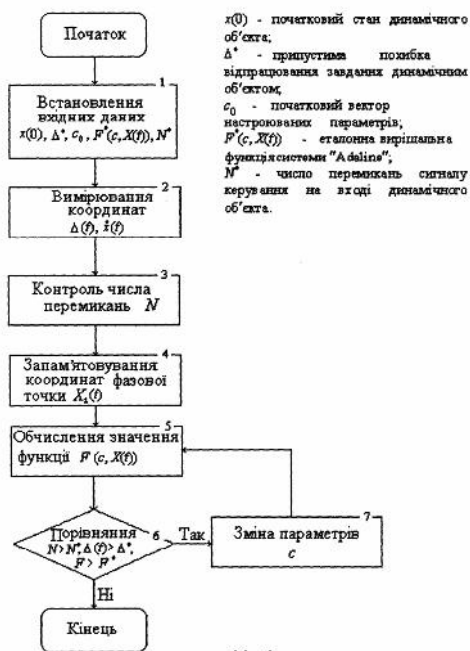 Початок
1
Встановлення
вхідних даних
x(0), Δ*, c₀, F*(c,X(t)), N*
2
Вимірювання
координат
Δ(t), ẋ(t)
3
Контроль числа
перемикань N
4
Запам'ятовування
координат фазової
точки X₁(t)
5
Обчислення значення
функції F(c,X(t))
6
Порівняння
N>N*, Δ(t)>Δ*,
F>F*
Так
7
Зміна параметрів
c
Ні
Кінець
x(0) - початковий стан динамічного
об'єкта;
Δ* - припустима похибка
відпрацювання завдання динамічним
об'єктом;
c₀ - початковий вектор
настроюваних параметрів;
F*(c,X(t)) - еталонна вирішальна
функція системи "Adaline";
N* - число перемикань сигналу
керування на вході динамічного
об'єкта.